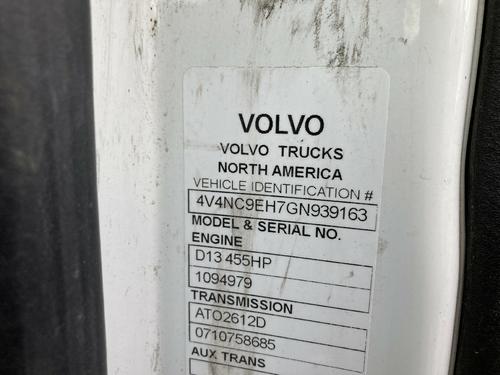 VOLVO
VOLVO TRUCKS
NORTH AMERICA
VEHICLE IDENTIFICATION #
4V4NC9EH7GN939163
MODEL & SERIAL NO.
ENGINE
D13 455HP
1094979
TRANSMISSION
ATO2612D
0710758685
AUX TRANS